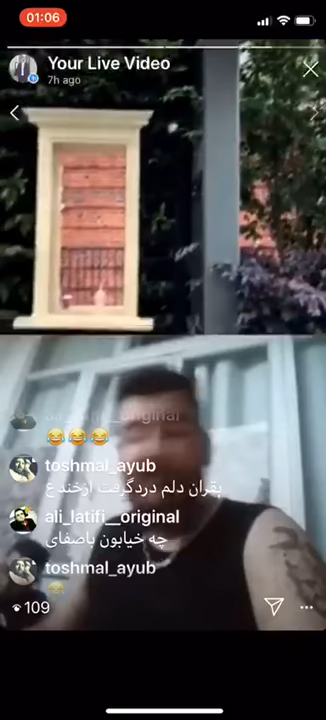 01:06
Your Live Video
7h ago
😂😂😂
toshmal_ayub
بقران دلم دردگرفت ازخندع
ali_latifi__original
چه خیابون باصفای
toshmal_ayub
😂
109